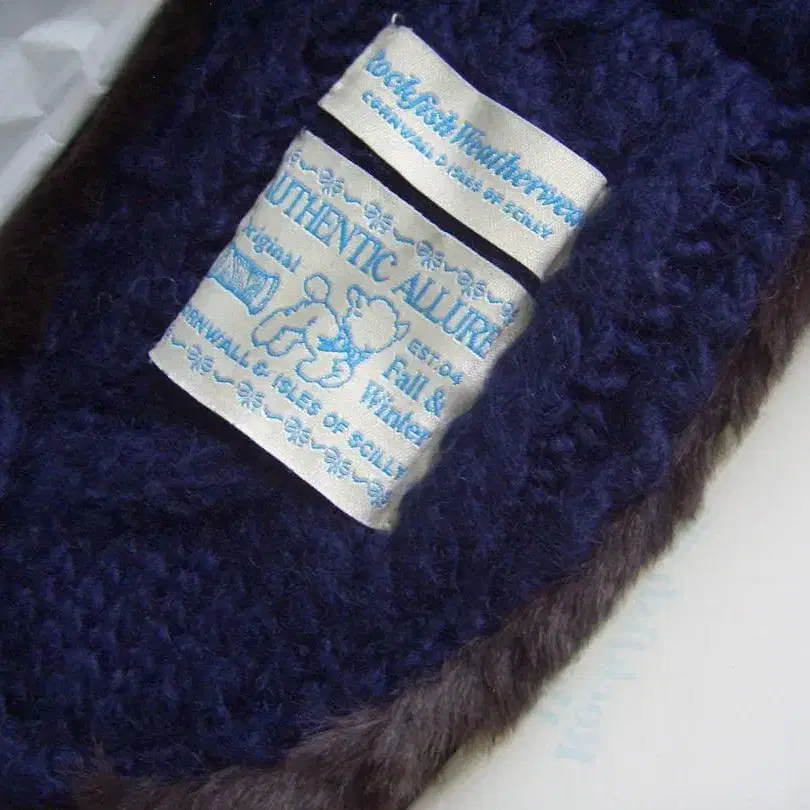 Rockfish Weatherwear
CORNWALL & ISLES OF SCILLY
AUTHENTIC ALLURE
Original
EST.04
Fall &
Winter
CORNWALL & ISLES OF SCILLY